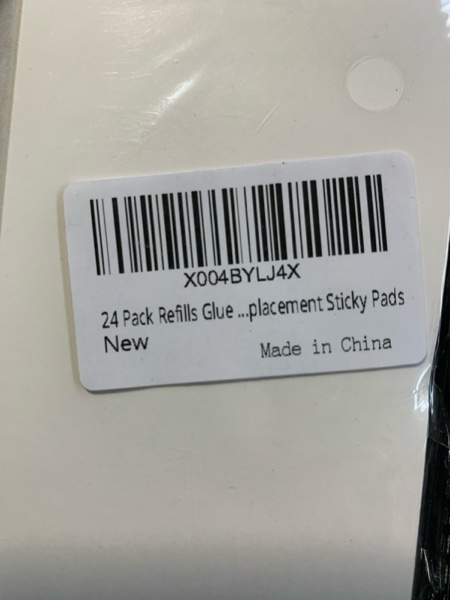 X004BYLJ4X
24 Pack Refills Glue ...placement Sticky Pads
New
Made in China